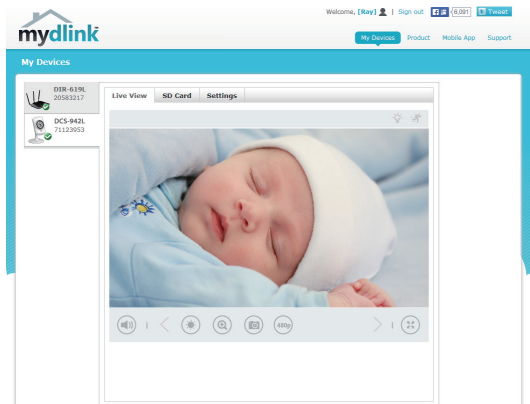 Welcome, [Ray] | Sign out 6,091 Tweet
mydlink
My Devices Product Mobile App Support
My Devices
DIR-619L
20583217
DCS-942L
71123953
Live View SD Card Settings
480p